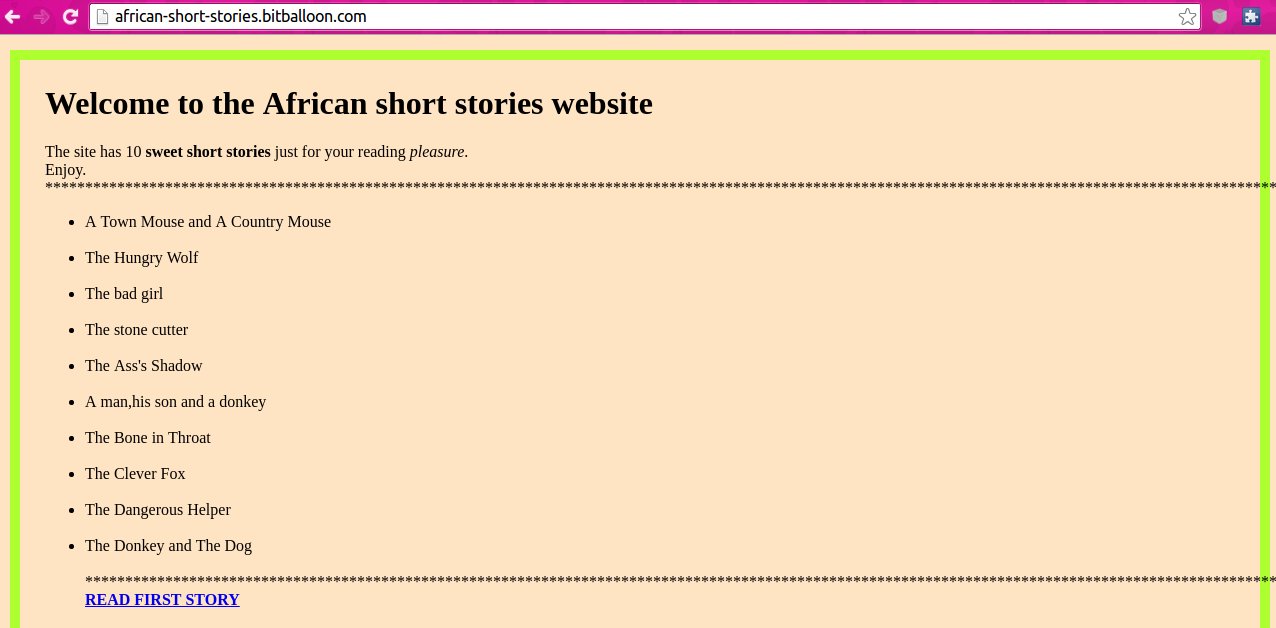 african-short-stories.bitballoon.com
Welcome to the African short stories website
The site has 10 sweet short stories just for your reading pleasure.
Enjoy.
************************************************************************************************************************************************************
• A Town Mouse and A Country Mouse
• The Hungry Wolf
• The bad girl
• The stone cutter
• The Ass's Shadow
• A man,his son and a donkey
• The Bone in Throat
• The Clever Fox
• The Dangerous Helper
• The Donkey and The Dog
*******************************************************************************************************************************************************
READ FIRST STORY